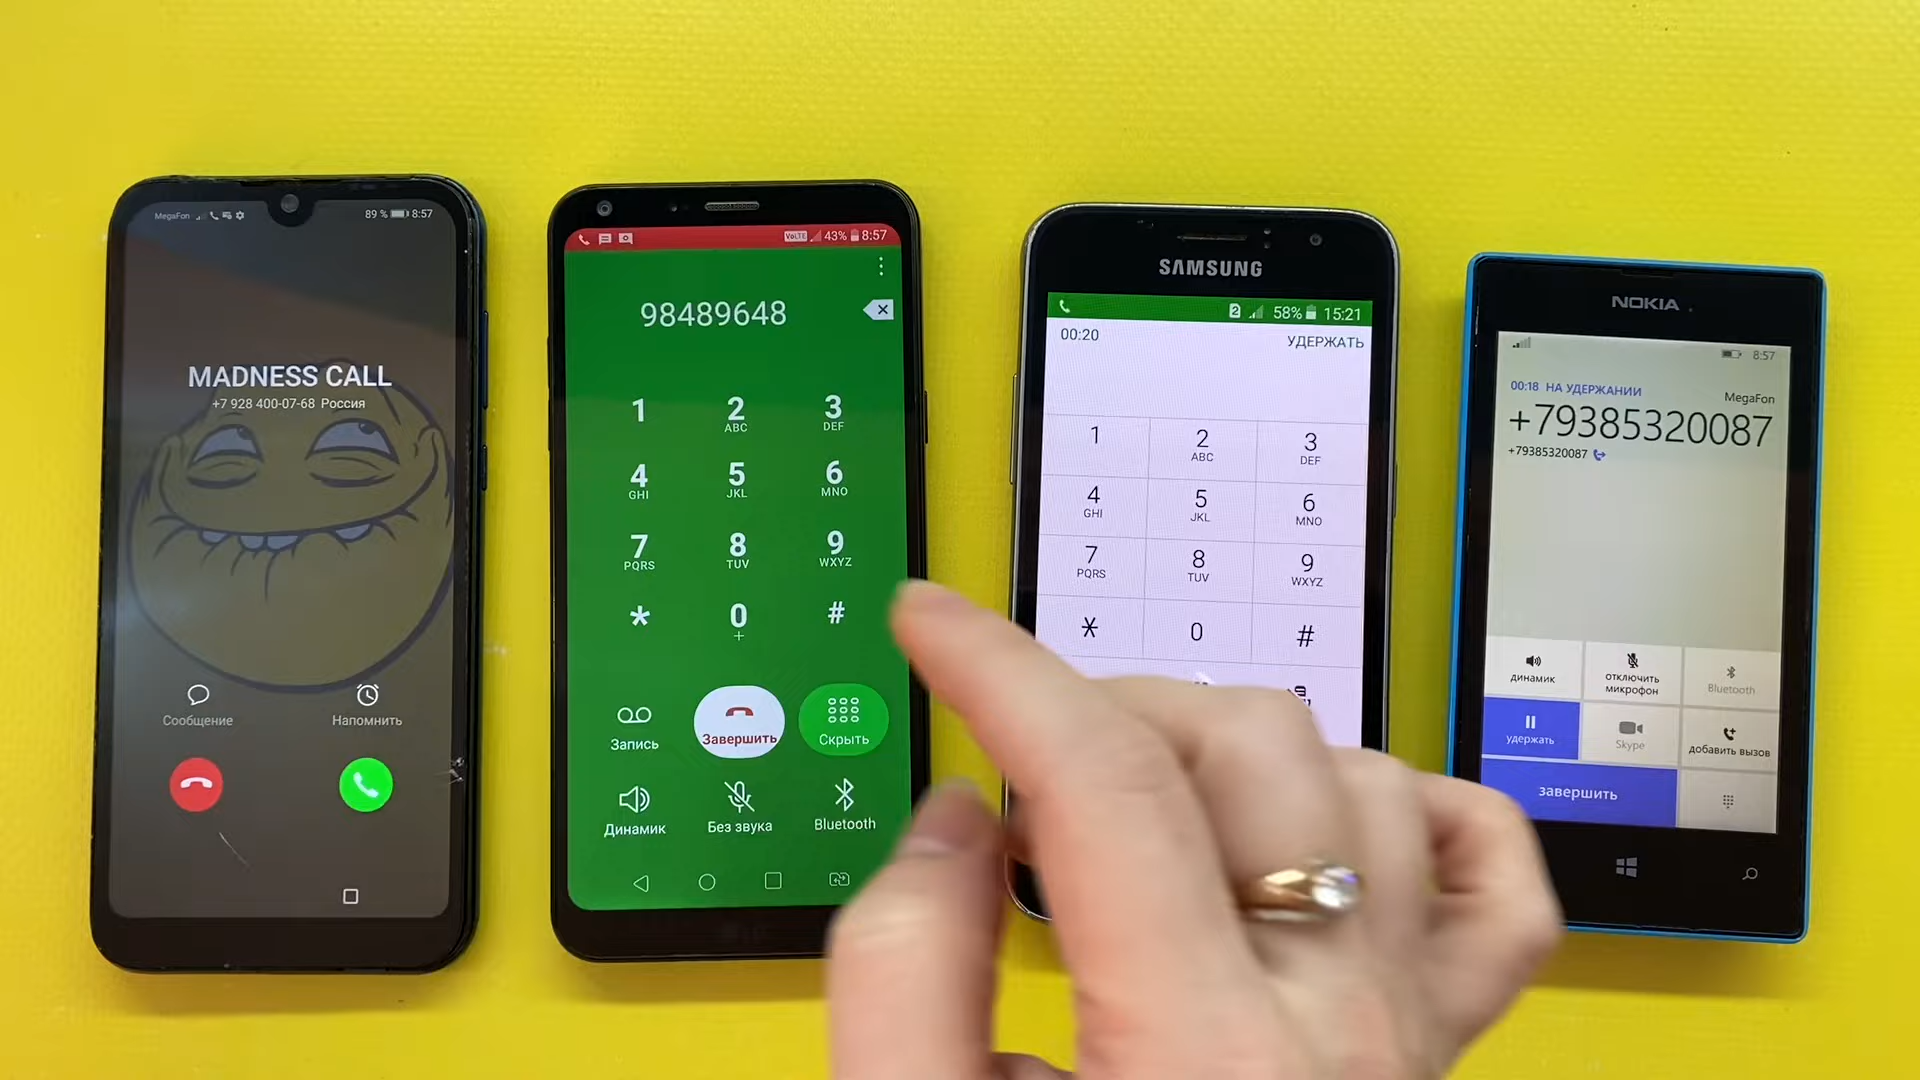 MegaFon
89 % 8:57
MADNESS CALL
+7 928 400-07-68 Россия
Сообщение
Напомнить
VoLTE 43% 8:57
98489648
1
2
ABC
3
DEF
4
GHI
5
JKL
6
MNO
7
PQRS
8
TUV
9
WXYZ
*
0
+
#
Запись
Завершить
Скрыть
Динамик
Без звука
Bluetooth
SAMSUNG
2 58% 15:21
00:20
УДЕРЖАТЬ
1
2
ABC
3
DEF
4
GHI
5
JKL
6
MNO
7
PQRS
8
TUV
9
WXYZ
*
0
#
NOKIA
8:57
00:18 НА УДЕРЖАНИИ
MegaFon
+79385320087
+79385320087
динамик
отключить
микрофон
Bluetooth
удержать
Skype
добавить вызов
завершить